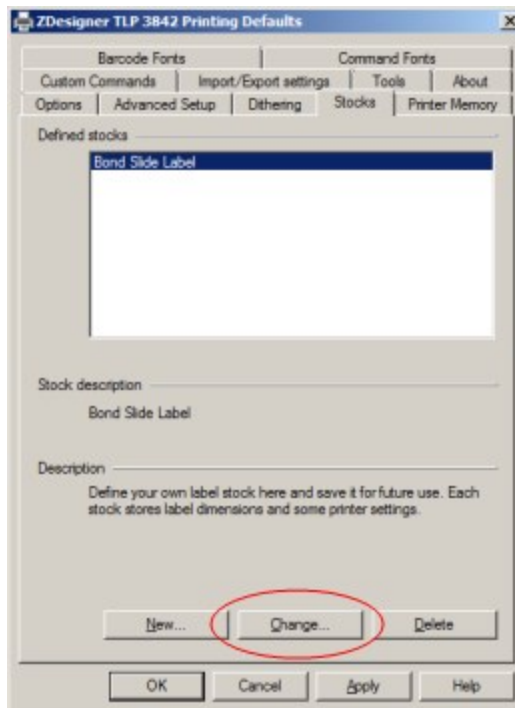 ZDesigner TLP 3842 Printing Defaults
Barcode Fonts Command Fonts
Custom Commands Import/Export settings Tools About
Options Advanced Setup Dithering Stocks Printer Memory
Defined stocks
Bond Slide Label
Stock description
Bond Slide Label
Description
Define your own label stock here and save it for future use. Each
stock stores label dimensions and some printer settings.
New... Change... Delete
OK Cancel Apply Help